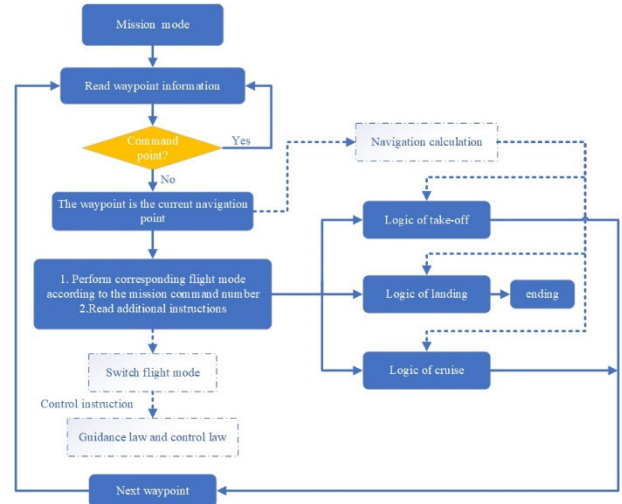 Mission mode
Read waypoint information
Command
point?
Yes
No
Navigation calculation
The waypoint is the current navigation
point
Logic of take-off
1. Perform corresponding flight mode
according to the mission command number
2.Read additional instructions
Logic of landing
ending
Switch flight mode
Logic of cruise
Control instruction
Guidance law and control law
Next waypoint